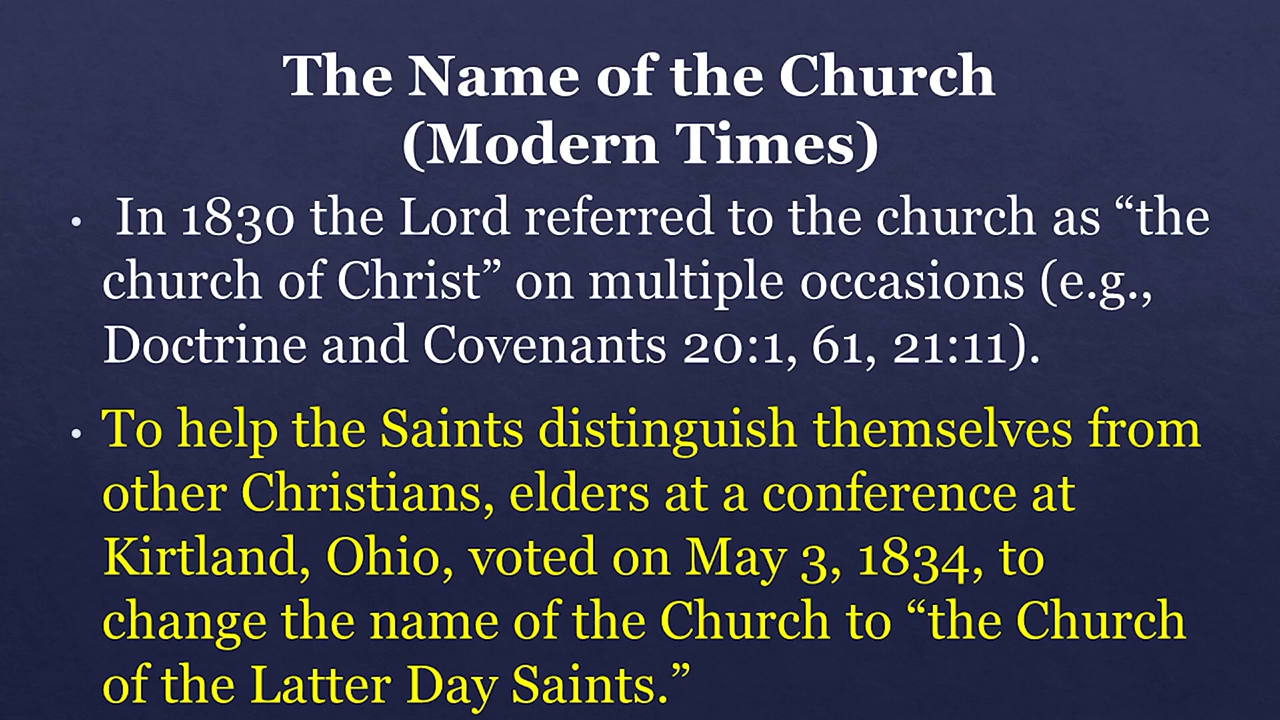 The Name of the Church
(Modern Times)
• In 1830 the Lord referred to the church as “the
church of Christ” on multiple occasions (e.g.,
Doctrine and Covenants 20:1, 61, 21:11).
• To help the Saints distinguish themselves from
other Christians, elders at a conference at
Kirtland, Ohio, voted on May 3, 1834, to
change the name of the Church to “the Church
of the Latter Day Saints.”